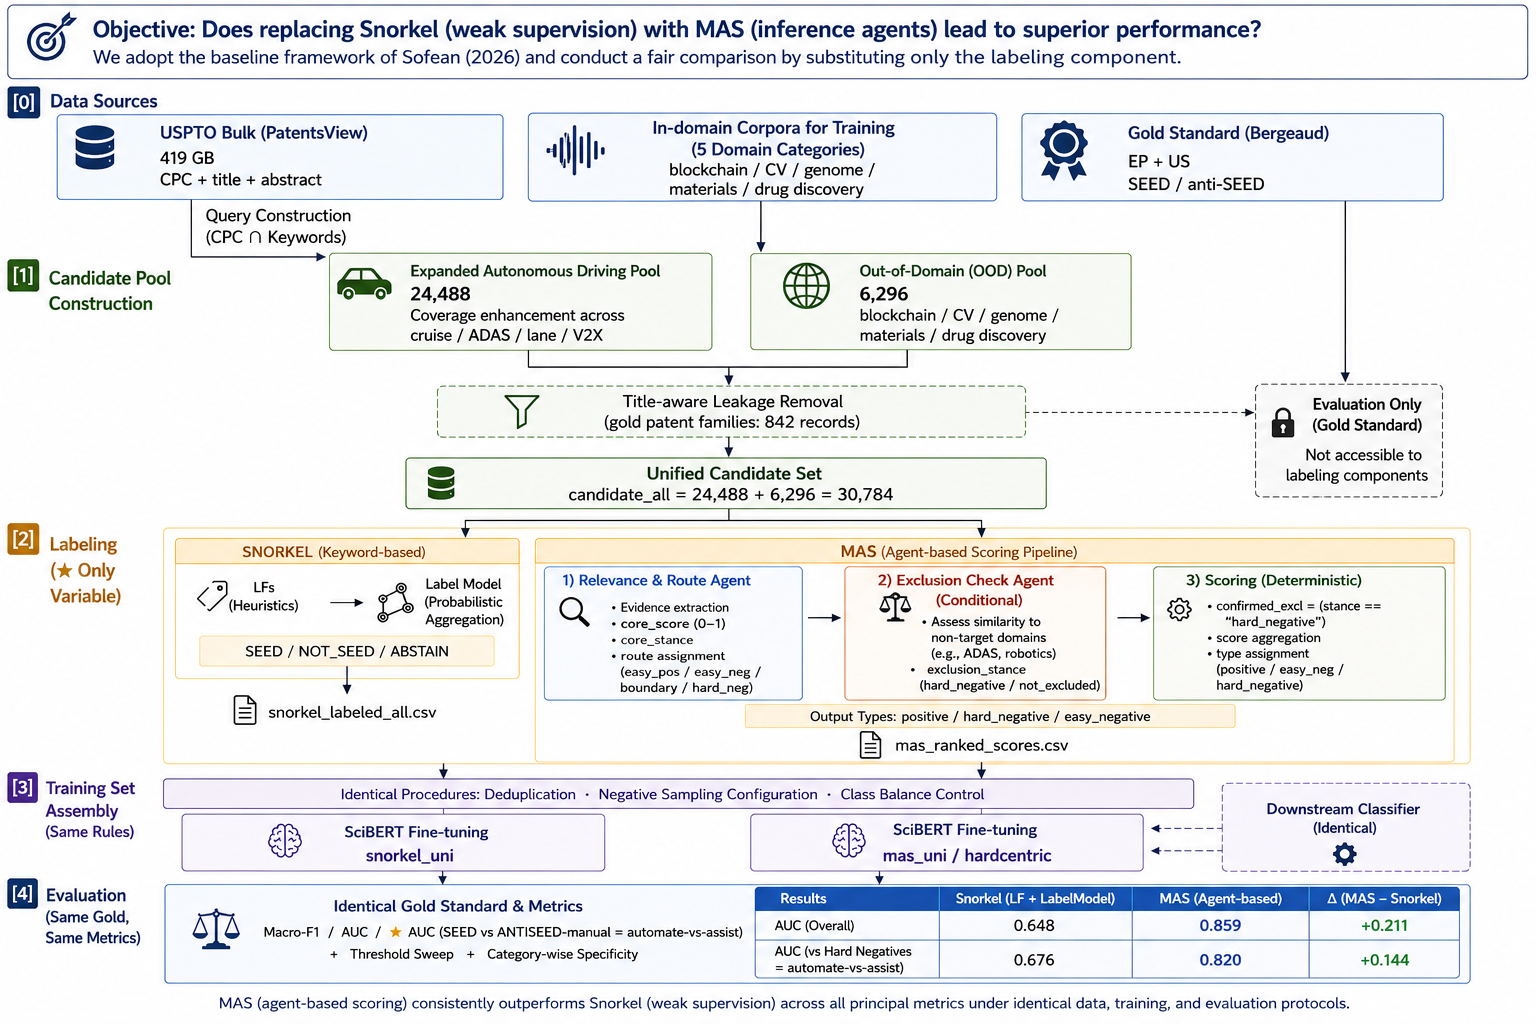 Objective: Does replacing Snorkel (weak supervision) with MAS (inference agents) lead to superior performance?
We adopt the baseline framework of Sofean (2026) and conduct a fair comparison by substituting only the labeling component.
[0] Data Sources
USPTO Bulk (PatentsView)
419 GB
CPC + title + abstract
In-domain Corpora for Training
(5 Domain Categories)
blockchain / CV / genome /
materials / drug discovery
Gold Standard (Bergeaud)
EP + US
SEED / anti-SEED
Query Construction
(CPC ∩ Keywords)
[1] Candidate Pool
Construction
Expanded Autonomous Driving Pool
24,488
Coverage enhancement across
cruise / ADAS / lane / V2X
Out-of-Domain (OOD) Pool
6,296
blockchain / CV / genome /
materials / drug discovery
Title-aware Leakage Removal
(gold patent families: 842 records)
Evaluation Only
(Gold Standard)
Not accessible to
labeling components
Unified Candidate Set
candidate_all = 24,488 + 6,296 = 30,784
[2] Labeling
(★ Only
Variable)
SNORKEL (Keyword-based)
LFs
(Heuristics)
Label Model
(Probabilistic
Aggregation)
SEED / NOT_SEED / ABSTAIN
snorkel_labeled_all.csv
MAS (Agent-based Scoring Pipeline)
1) Relevance & Route Agent
• Evidence extraction
• core_score (0–1)
• core_stance
• route assignment
(easy_pos / easy_neg /
boundary / hard_neg)
2) Exclusion Check Agent
(Conditional)
• Assess similarity to
non-target domains
(e.g., ADAS, robotics)
• exclusion_stance
(hard_negative / not_excluded)
3) Scoring (Deterministic)
• confirmed_excl = (stance ==
"hard_negative")
• score aggregation
• type assignment
(positive / easy_neg /
hard_negative)
Output Types: positive / hard_negative / easy_negative
mas_ranked_scores.csv
[3] Training Set
Assembly
(Same Rules)
Identical Procedures: Deduplication · Negative Sampling Configuration · Class Balance Control
SciBERT Fine-tuning
snorkel_uni
SciBERT Fine-tuning
mas_uni / hardcentric
Downstream Classifier
(Identical)
[4] Evaluation
(Same Gold,
Same Metrics)
Identical Gold Standard & Metrics
Macro-F1 / AUC / ★ AUC (SEED vs ANTISEED-manual = automate-vs-assist)
+ Threshold Sweep + Category-wise Specificity
Results Snorkel (LF + LabelModel) MAS (Agent-based) Δ (MAS – Snorkel)
AUC (Overall) 0.648 0.859 +0.211
AUC (vs Hard Negatives
= automate-vs-assist) 0.676 0.820 +0.144
MAS (agent-based scoring) consistently outperforms Snorkel (weak supervision) across all principal metrics under identical data, training, and evaluation protocols.